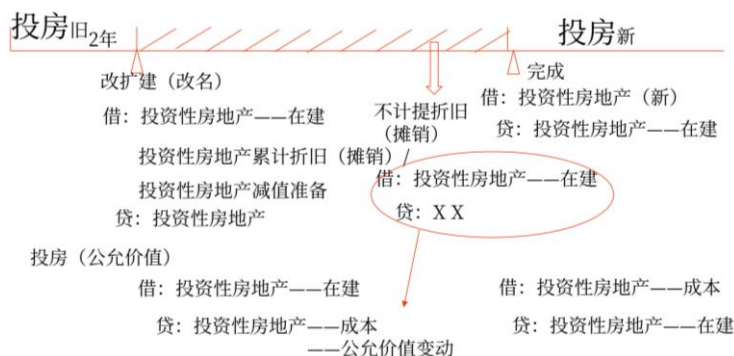 投房旧2年
投房新
改扩建（改名）
借：投资性房地产——在建
投资性房地产累计折旧（摊销）/
投资性房地产减值准备
贷：投资性房地产
不计提折旧
（摊销）
借：投资性房地产——在建
贷：X X
完成
借：投资性房地产（新）
贷：投资性房地产——在建
投房（公允价值）
借：投资性房地产——在建
贷：投资性房地产——成本
——公允价值变动
借：投资性房地产——成本
贷：投资性房地产——在建